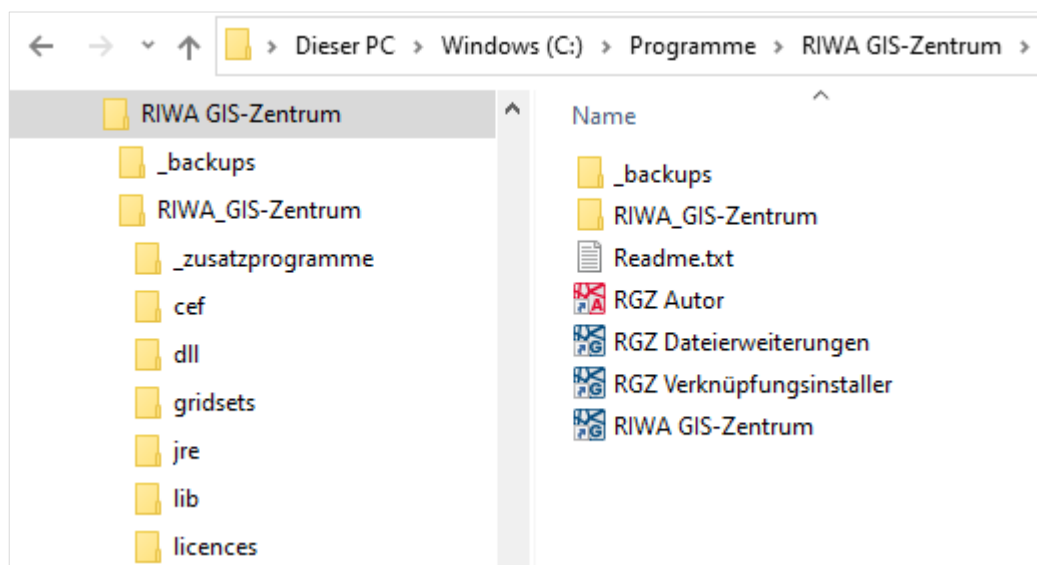 Dieser PC > Windows (C:) > Programme > RIWA GIS-Zentrum >
RIWA GIS-Zentrum
_backups
RIWA_GIS-Zentrum
_zusatzprogramme
cef
dll
gridsets
jre
lib
licences
Name
_backups
RIWA_GIS-Zentrum
Readme.txt
RGZ Autor
RGZ Dateierweiterungen
RGZ Verknüpfungsinstaller
RIWA GIS-Zentrum